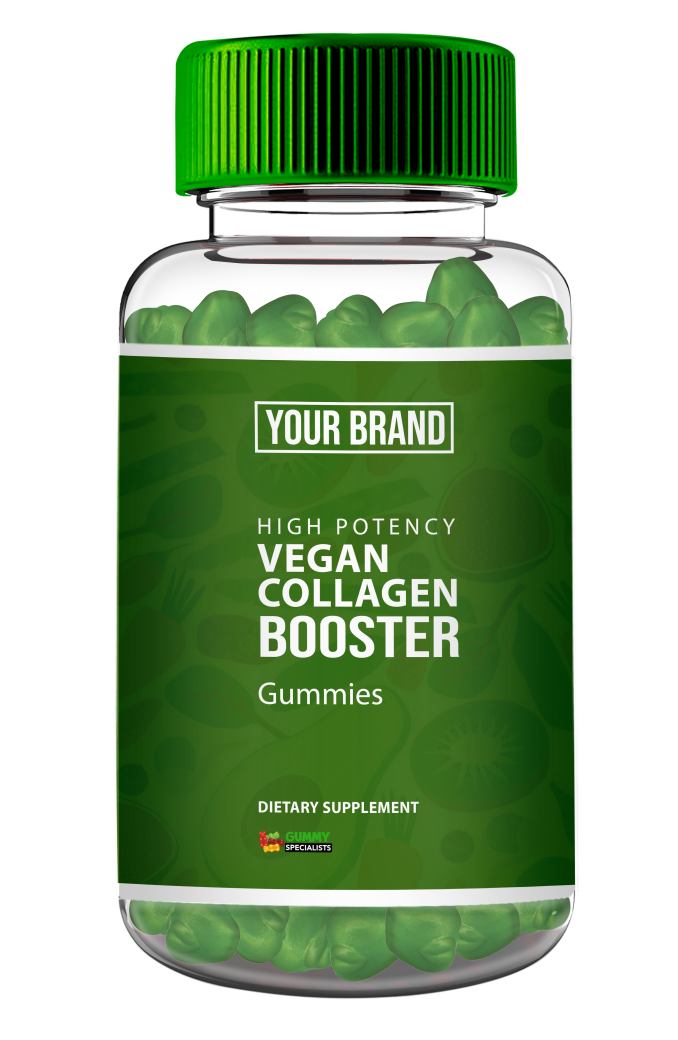 YOUR BRAND
HIGH POTENCY
VEGAN
COLLAGEN
BOOSTER
Gummies
DIETARY SUPPLEMENT
GUMMY
SPECIALISTS